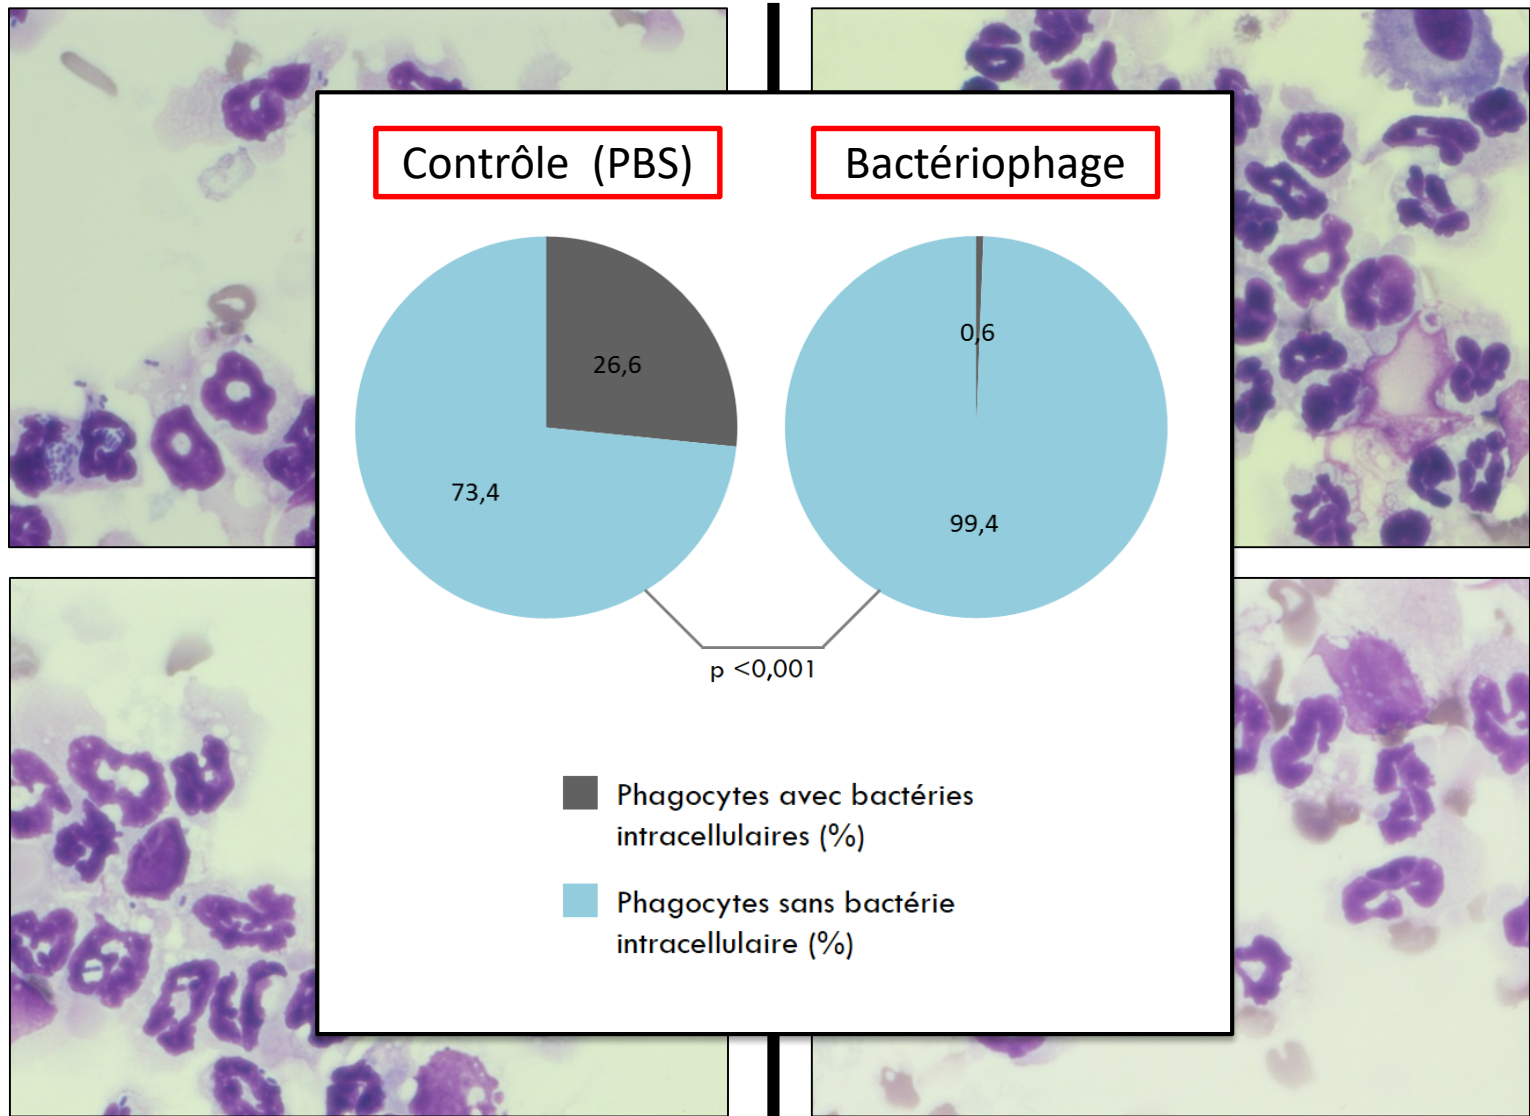 Contrôle (PBS)
Bactériophage
26,6
73,4
0,6
99,4
p <0,001
Phagocytes avec bactéries
intracellulaires (%)
Phagocytes sans bactérie
intracellulaire (%)